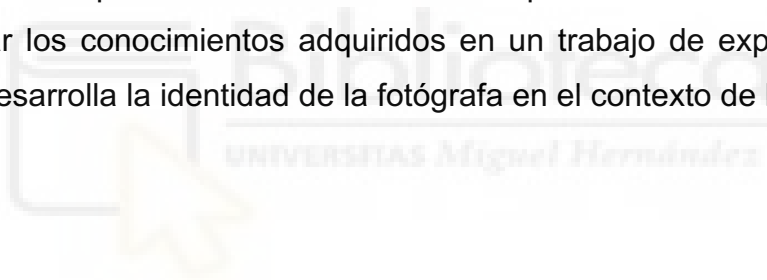 r los conocimientos adquiridos en un trabajo de exp
esarrolla la identidad de la fotógrafa en el contexto de
Biblioteca
UNIVERSITAS Miguel Hernández